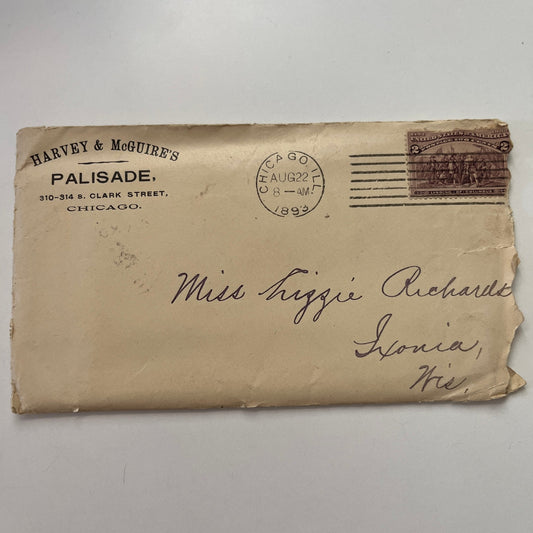 HARVEY & McGUIRE'S
PALISADE,
310-314 S. CLARK STREET,
CHICAGO.
CHICAGO ILL.
AUG 22
8 — AM
1893
2 2
UNITED STATES OF AMERICA
Miss Lizzie Richards
Ixonia,
Wis.